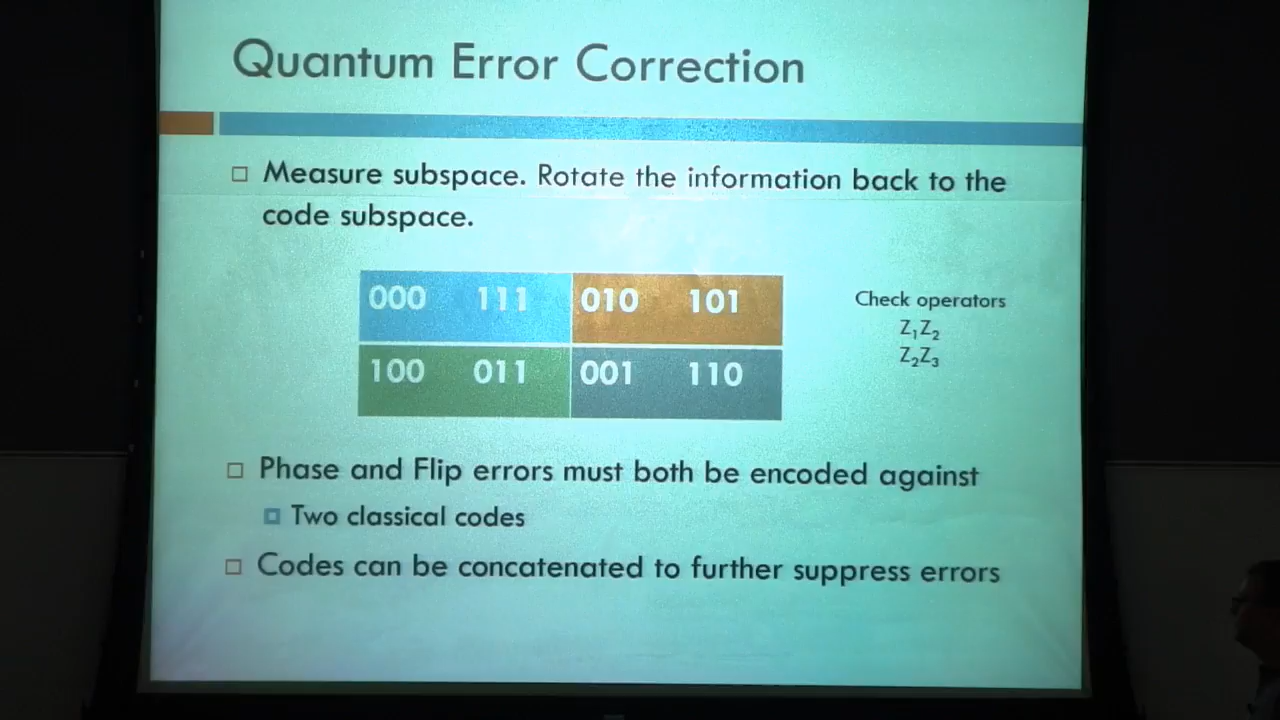 Quantum Error Correction
Measure subspace. Rotate the information back to the
code subspace.
000 111 010 101
100 011 001 110
Check operators
Z₁Z₂
Z₂Z₃
Phase and Flip errors must both be encoded against
Two classical codes
Codes can be concatenated to further suppress errors